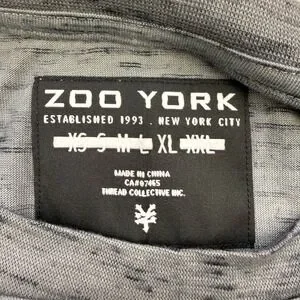 ZOO YORK
ESTABLISHED 1993 . NEW YORK CITY
XS S M L XL XXL
MADE IN CHINA
CA#07465
THREAD COLLECTIVE INC.